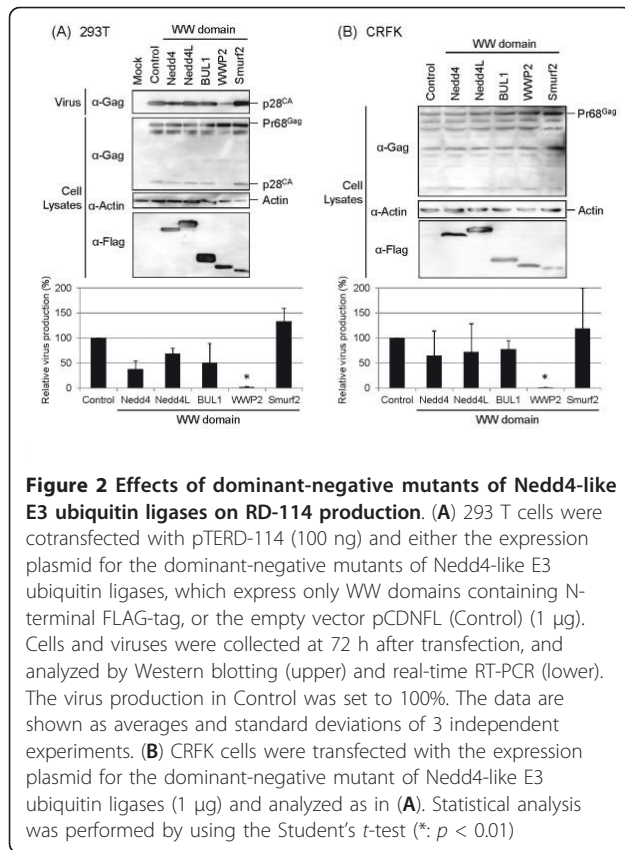 (A) 293T
WW domain
Mock
Control
Nedd4
Nedd4L
BUL1
WWP2
Smurf2
Virus
α-Gag
p28CA
Cell Lysates
α-Gag
Pr68Gag
p28CA
α-Actin
Actin
α-Flag
Relative virus production (%)
200
150
100
50
0
*
Control Nedd4 Nedd4L BUL1 WWP2 Smurf2
WW domain
(B) CRFK
WW domain
Control
Nedd4
Nedd4L
BUL1
WWP2
Smurf2
Cell Lysates
α-Gag
Pr68Gag
α-Actin
Actin
α-Flag
Relative virus production (%)
200
150
100
50
0
*
Control Nedd4 Nedd4L BUL1 WWP2 Smurf2
WW domain
Figure 2 Effects of dominant-negative mutants of Nedd4-like
E3 ubiquitin ligases on RD-114 production. (A) 293 T cells were
cotransfected with pTERD-114 (100 ng) and either the expression
plasmid for the dominant-negative mutants of Nedd4-like E3
ubiquitin ligases, which express only WW domains containing N-
terminal FLAG-tag, or the empty vector pCDNFL (Control) (1 μg).
Cells and viruses were collected at 72 h after transfection, and
analyzed by Western blotting (upper) and real-time RT-PCR (lower).
The virus production in Control was set to 100%. The data are
shown as averages and standard deviations of 3 independent
experiments. (B) CRFK cells were transfected with the expression
plasmid for the dominant-negative mutant of Nedd4-like E3
ubiquitin ligases (1 μg) and analyzed as in (A). Statistical analysis
was performed by using the Student's t-test (*: p < 0.01)